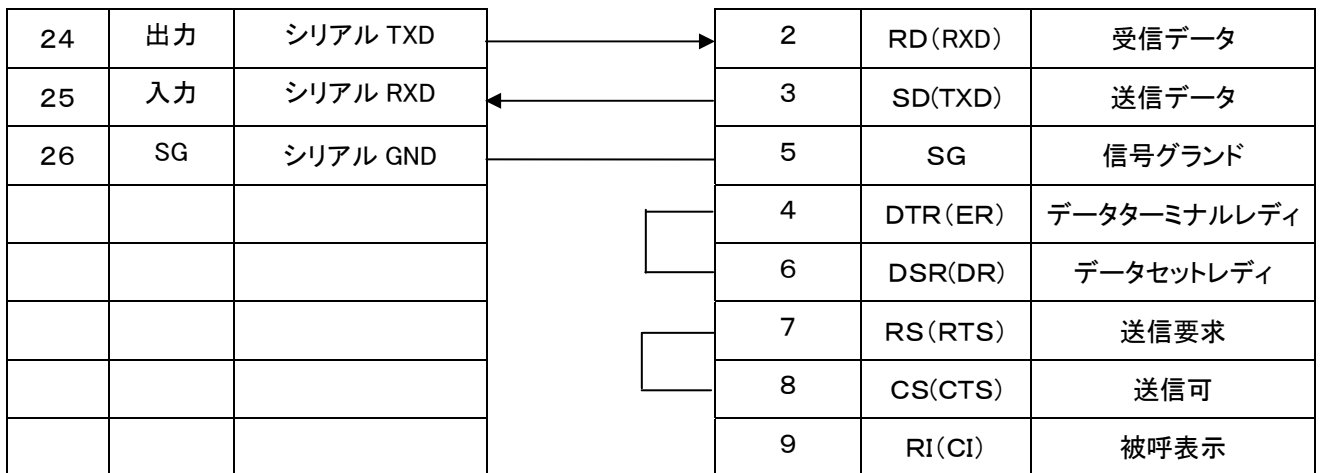 24 出力 シリアル TXD 2 RD(RXD) 受信データ
25 入力 シリアル RXD 3 SD(TXD) 送信データ
26 SG シリアル GND 5 SG 信号グランド
4 DTR(ER) データターミナルレディ
6 DSR(DR) データセットレディ
7 RS(RTS) 送信要求
8 CS(CTS) 送信可
9 RI(CI) 被呼表示